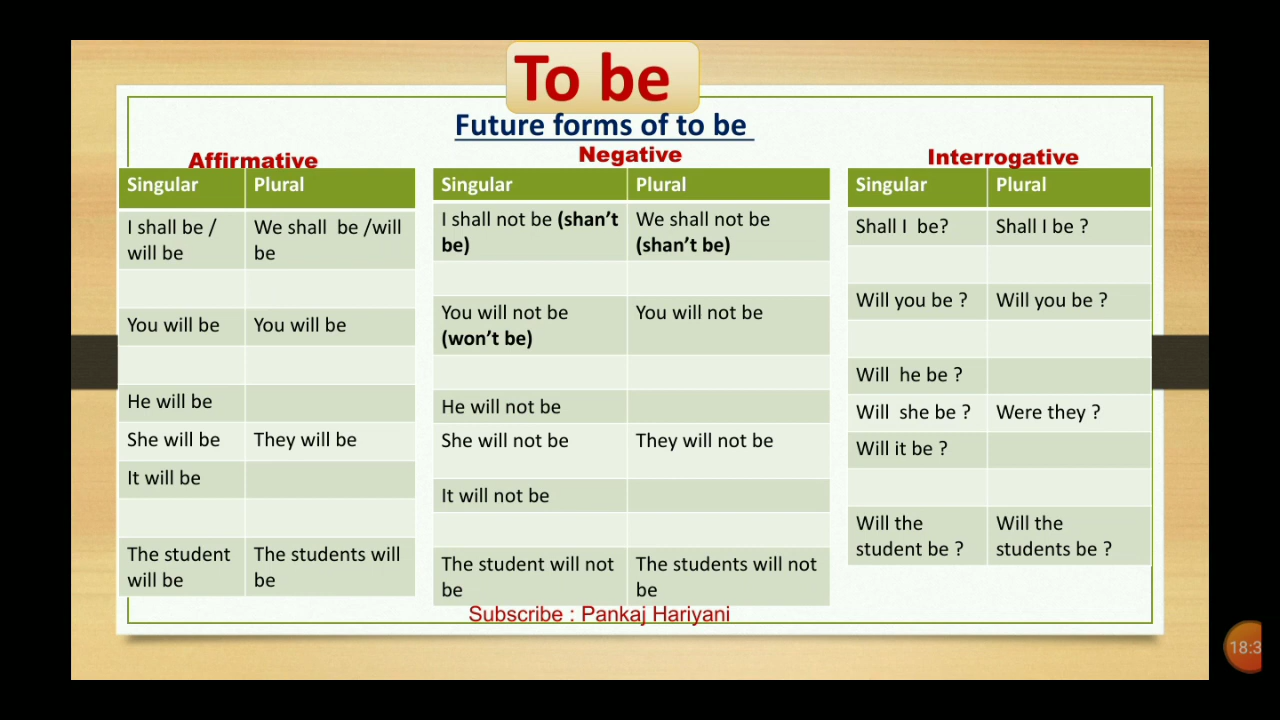 To be
Future forms of to be
Affirmative
Singular Plural
I shall be / We shall  be /will
will be be
You will be You will be
He will be
She will be They will be
It will be
The student The students will
will be be
Negative
Singular Plural
I shall not be (shan’t We shall not be
be) (shan’t be)
You will not be You will not be
(won’t be)
He will not be
She will not be They will not be
It will not be
The student will not The students will not
be be
Interrogative
Singular Plural
Shall I  be? Shall I be ?
Will you be ? Will you be ?
Will  he be ?
Will  she be ? Were they ?
Will it be ?
Will the Will the
student be ? students be ?
Subscribe : Pankaj Hariyani